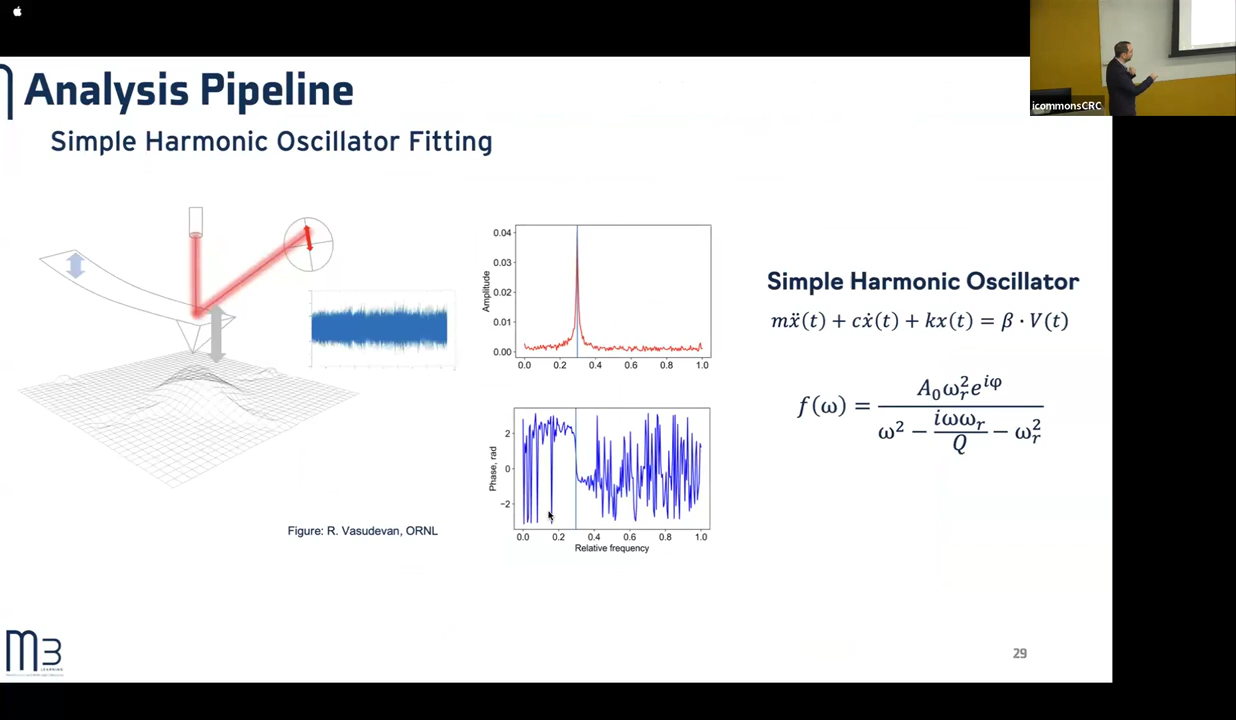 Analysis Pipeline
Simple Harmonic Oscillator Fitting
icommonsCRC
0.04
0.03
0.02
0.01
0.00
Amplitude
0.0 0.2 0.4 0.6 0.8 1.0
2
0
−2
Phase, rad
0.0 0.2 0.4 0.6 0.8 1.0
Relative frequency
Figure: R. Vasudevan, ORNL
Simple Harmonic Oscillator
mẍ(t) + cẋ(t) + kx(t) = β · V(t)
f(ω) = A₀ωᵣ²e^{iφ} / (ω² − iωωᵣ/Q − ωᵣ²)
M3
29